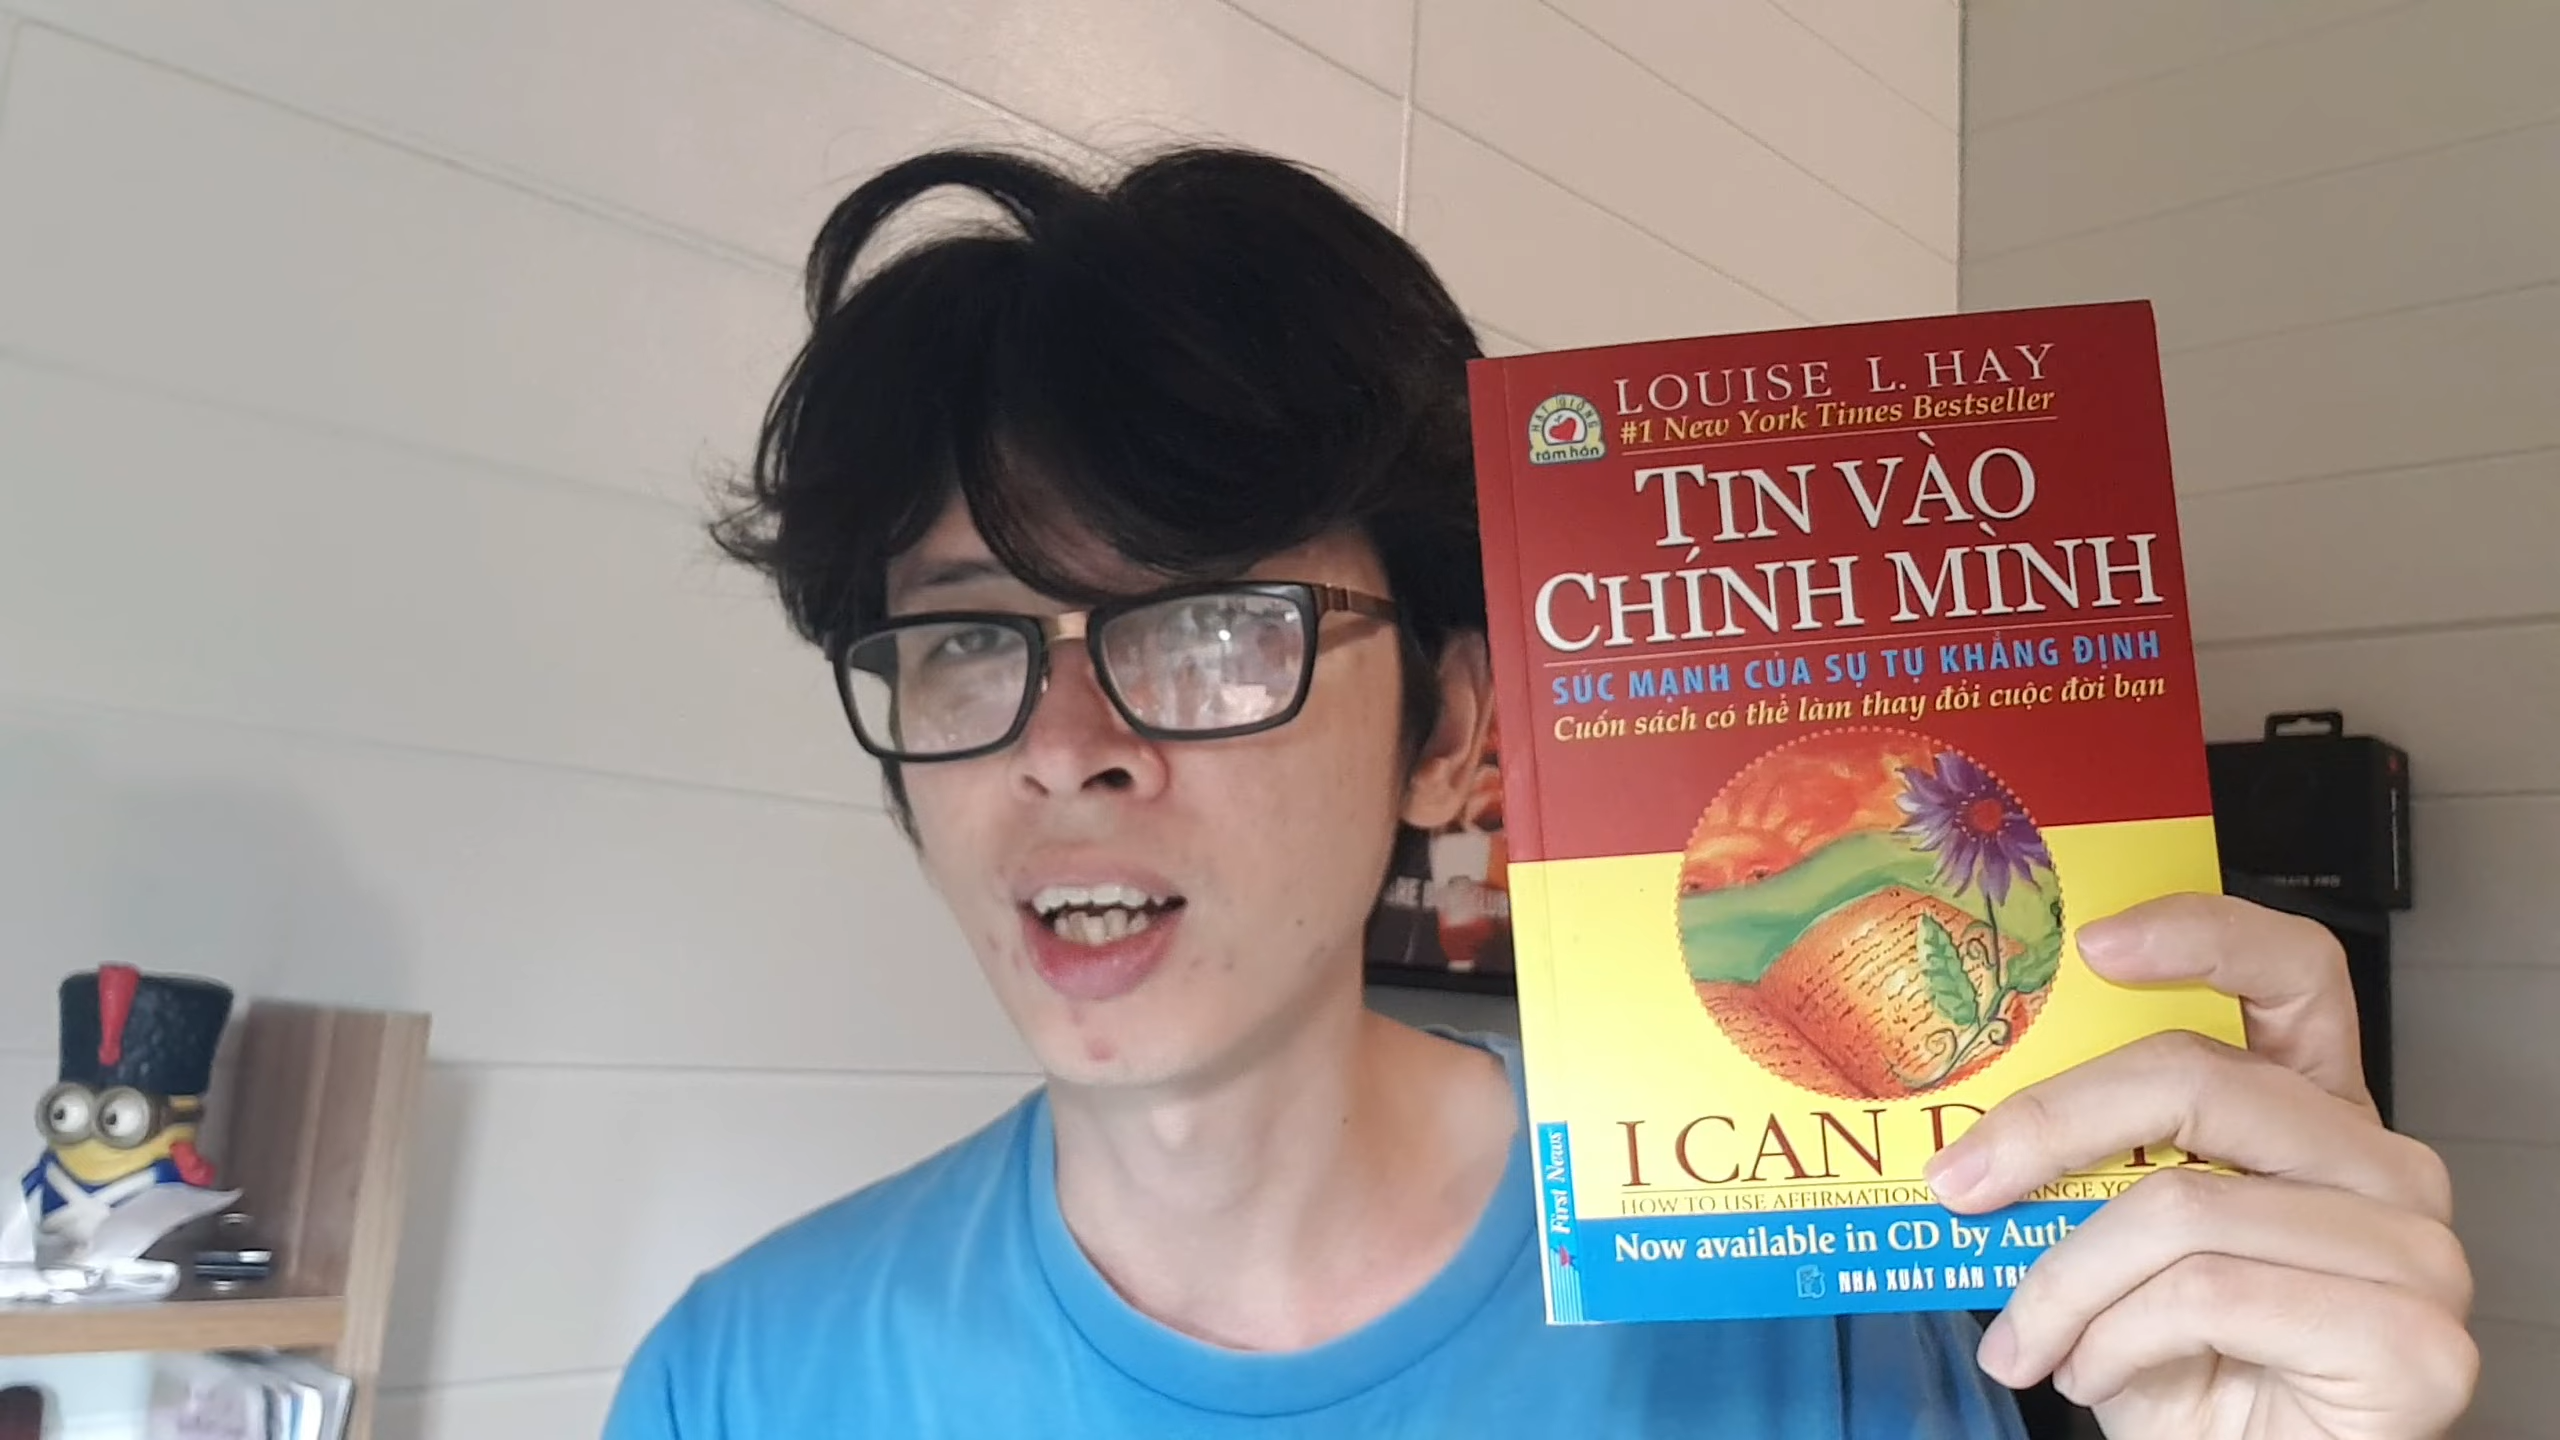 LOUISE L. HAY
#1 New York Times Bestseller
HẠT GIỐNG
tâm hồn
TIN VÀO
CHÍNH MÌNH
SỨC MẠNH CỦA SỰ TỰ KHẲNG ĐỊNH
Cuốn sách có thể làm thay đổi cuộc đời bạn
I CAN
HOW TO USE AFFIRMATIONS
First News
Now available in CD by
NHÀ XUẤT BẢN